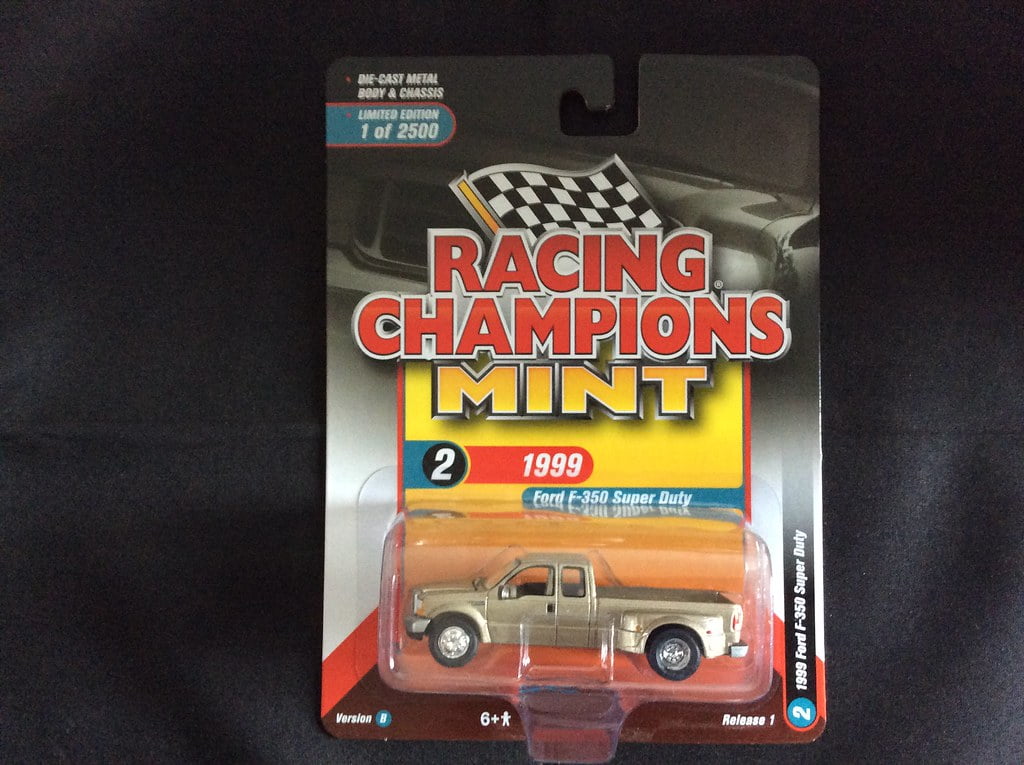 DIE-CAST METAL
BODY & CHASSIS
LIMITED EDITION
1 of 2500
RACING
CHAMPIONS®
MINT
2
1999
Ford F-350 Super Duty
2 1999 Ford F-350 Super Duty
Version B
6+
Release 1